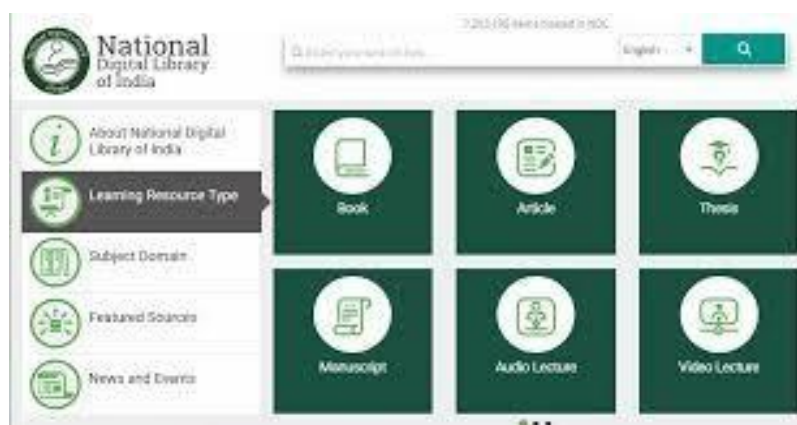 National
Digital Library
of India
English
About National Digital
Library of India
Learning Resource Type
Subject Domain
Featured Sources
News and Events
Book
Article
Thesis
Manuscript
Audio Lecture
Video Lecture